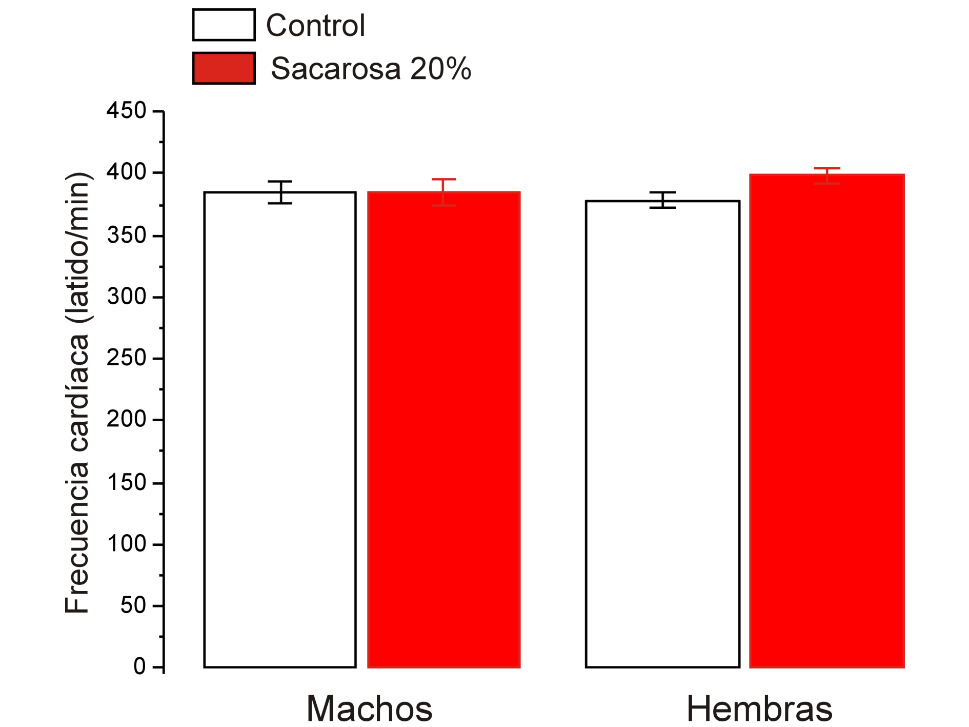 Control
Sacarosa 20%
450
400
350
300
250
200
150
100
50
0
Frecuencia cardíaca (latido/min)
Machos
Hembras